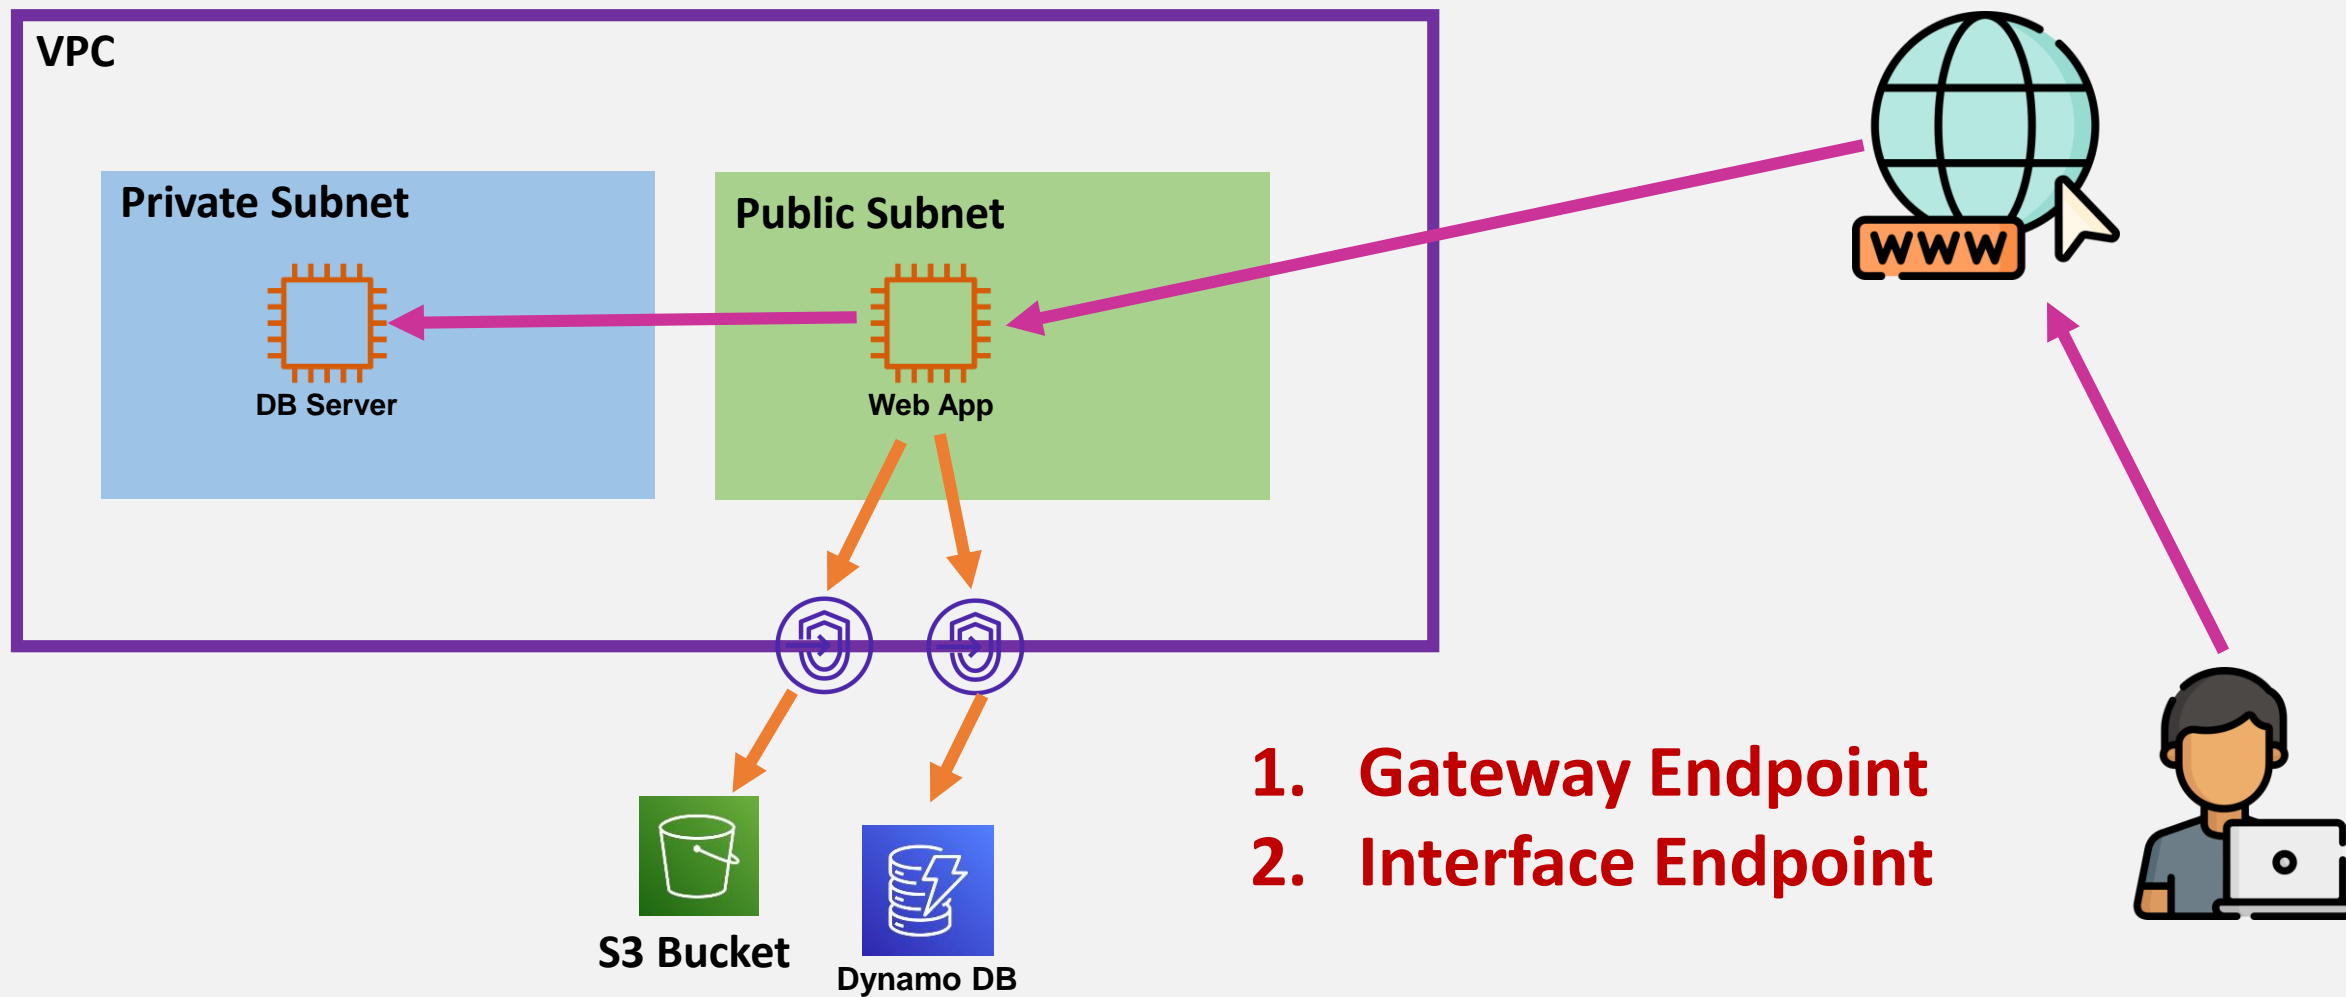 VPC
Private Subnet
Public Subnet
WWW
DB Server
Web App
1. Gateway Endpoint
2. Interface Endpoint
S3 Bucket
Dynamo DB